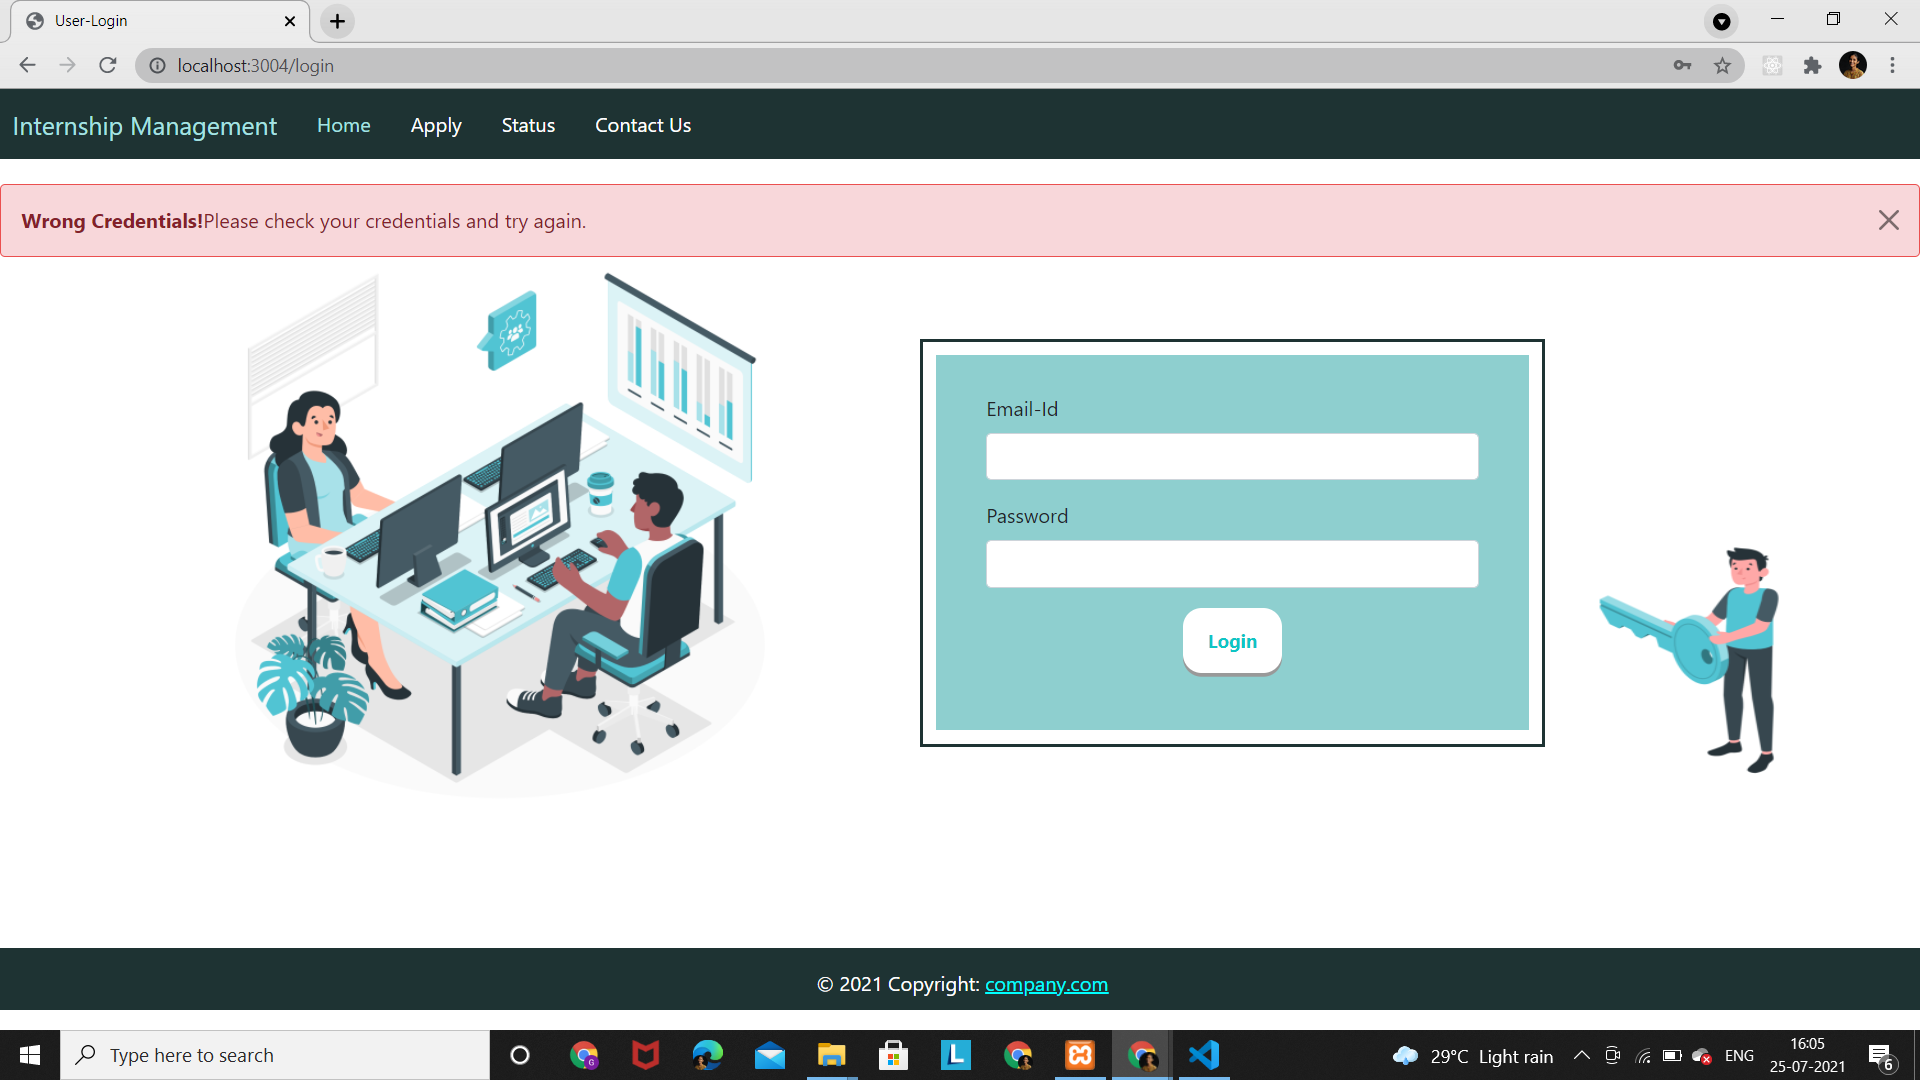 User-Login
localhost:3004/login
Internship Management Home Apply Status Contact Us
Wrong Credentials!Please check your credentials and try again.
Email-Id
Password
Login
© 2021 Copyright: company.com
Type here to search
29°C Light rain
ENG
16:05
25-07-2021
6